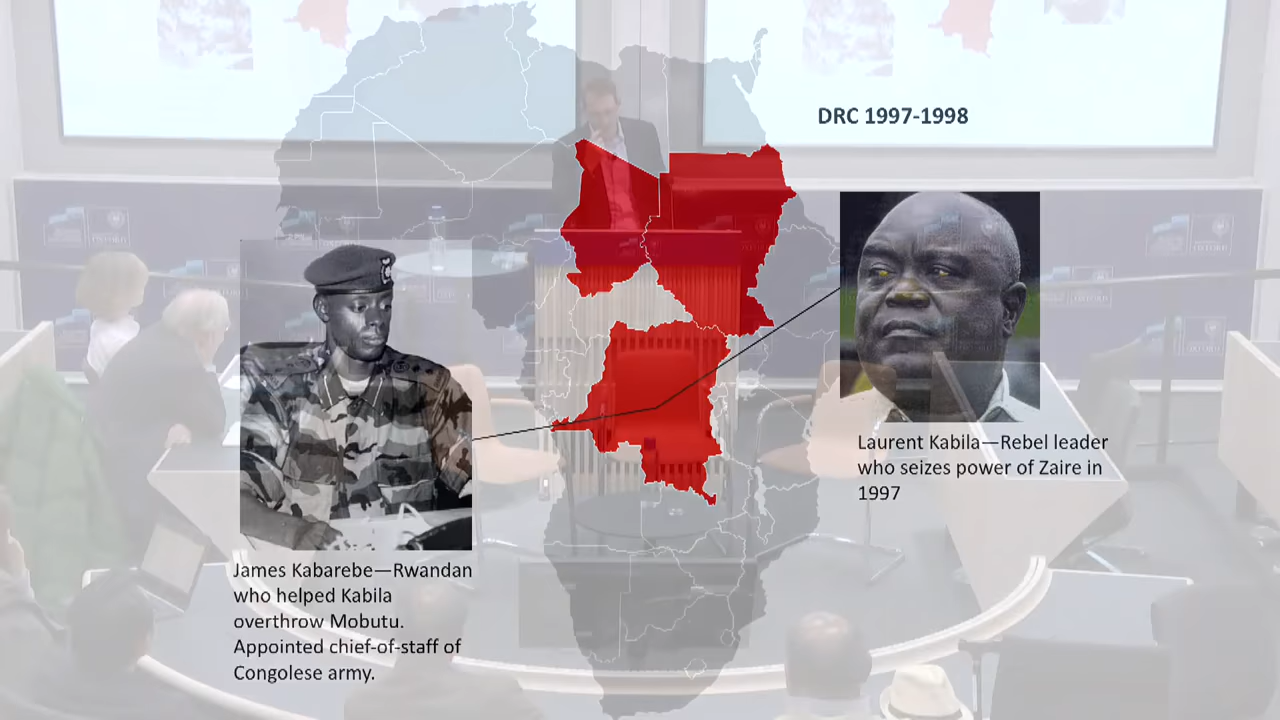 DRC 1997-1998
Laurent Kabila—Rebel leader
who seizes power of Zaire in
1997
James Kabarebe—Rwandan
who helped Kabila
overthrow Mobutu.
Appointed chief-of-staff of
Congolese army.